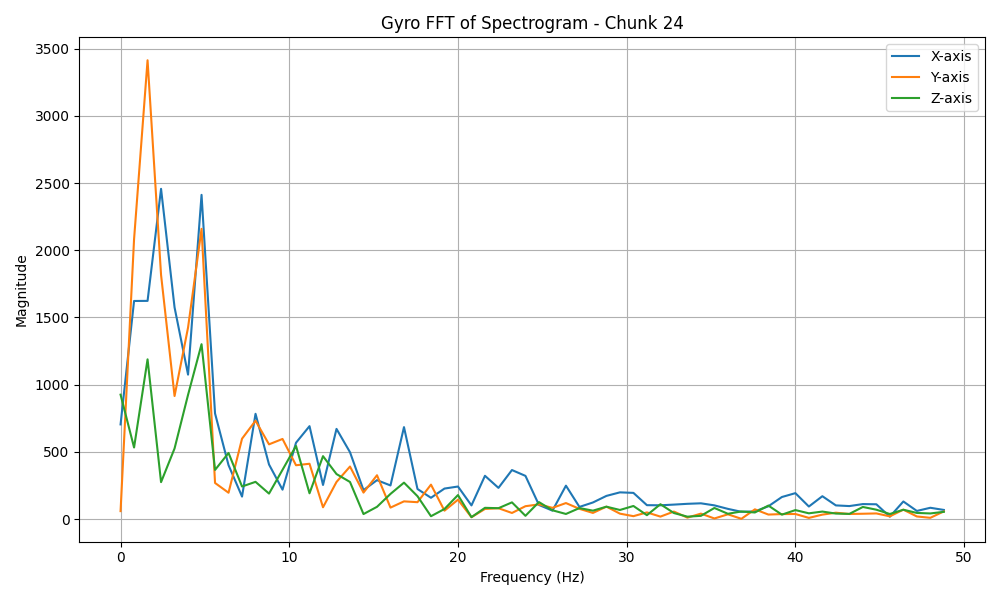 Gyro FFT of Spectrogram - Chunk 24
3500
3000
2500
2000
1500
1000
500
0
Magnitude
X-axis
Y-axis
Z-axis
0
10
20
30
40
50
Frequency (Hz)